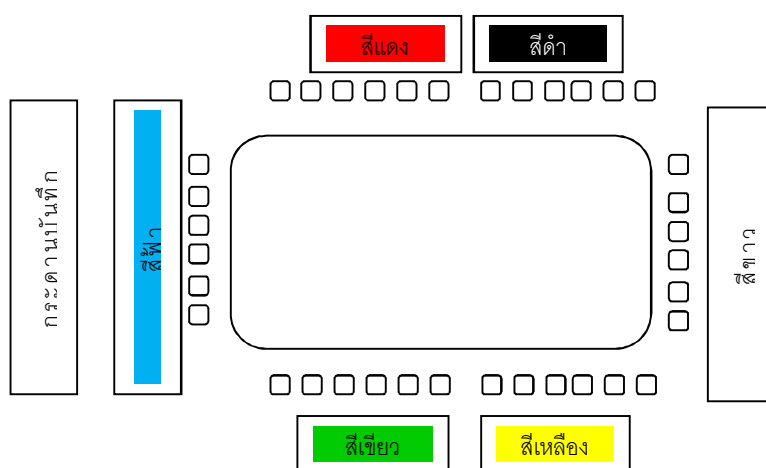 สีแดง
สีดำ
กระดานบันทึก
สีฟ้า
สีขาว
สีเขียว
สีเหลือง